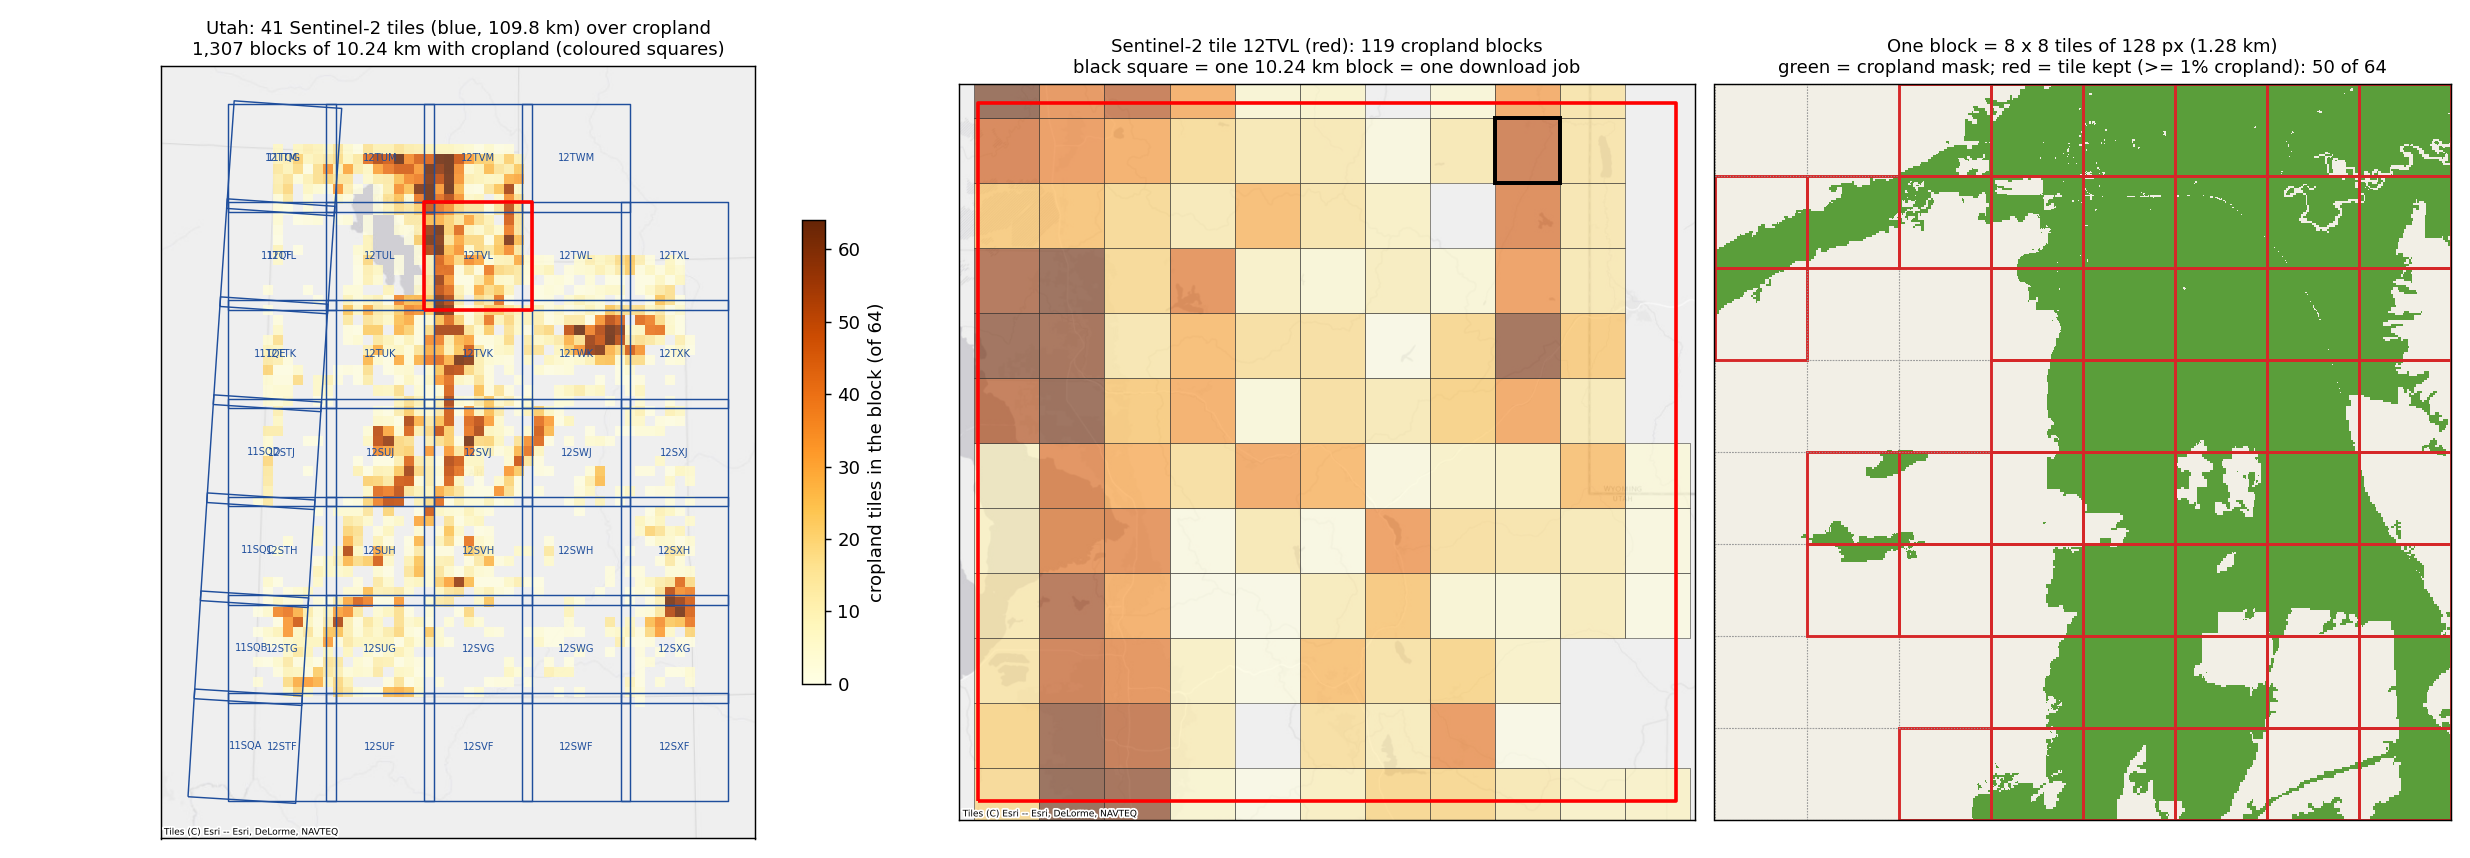 Utah: 41 Sentinel-2 tiles (blue, 109.8 km) over cropland
1,307 blocks of 10.24 km with cropland (coloured squares)
12TUM
12TVM
12TWM
12TUL
12TVL
12TWL
12TXL
12TUK
12TVK
12TWK
12TXK
11SQD
12STJ
12SUJ
12SVJ
12SWJ
12SXJ
11SQC
12STH
12SUH
12SVH
12SWH
12SXH
11SQB
12STG
12SUG
12SVG
12SWG
12SXG
11SQA
12STF
12SUF
12SVF
12SWF
12SXF
Tiles (C) Esri -- Esri, DeLorme, NAVTEQ
60
50
40
30
20
10
0
cropland tiles in the block (of 64)
Sentinel-2 tile 12TVL (red): 119 cropland blocks
black square = one 10.24 km block = one download job
WYOMING
UTAH
Tiles (C) Esri -- Esri, DeLorme, NAVTEQ
One block = 8 x 8 tiles of 128 px (1.28 km)
green = cropland mask; red = tile kept (>= 1% cropland): 50 of 64